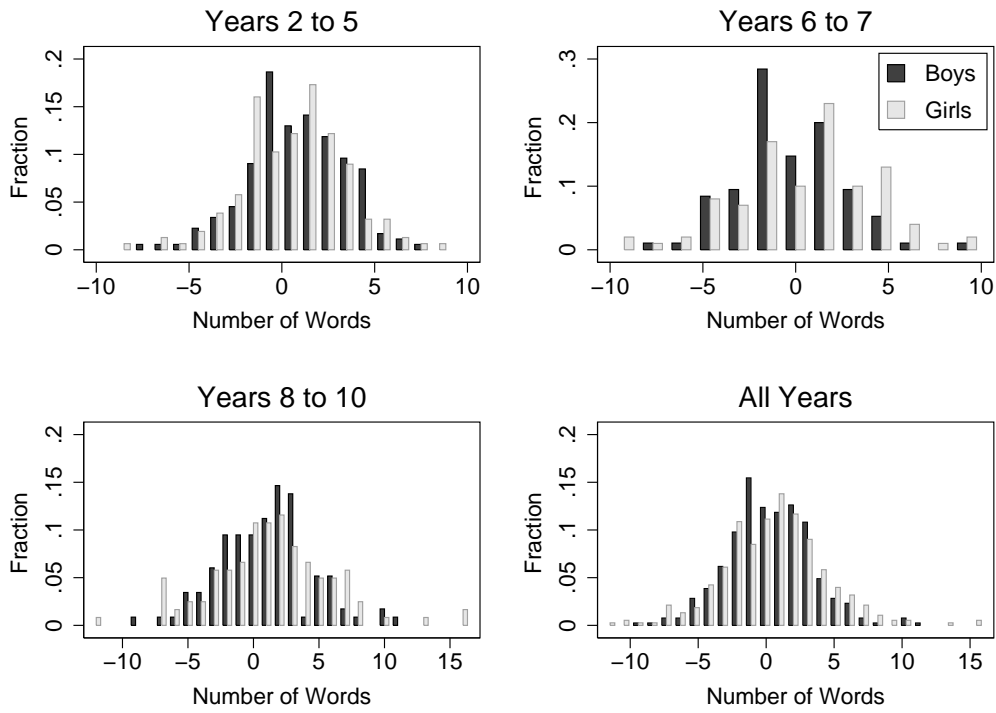 Years 2 to 5
Fraction
0 .05 .1 .15 .2
−10 −5 0 5 10
Number of Words
Years 6 to 7
Boys
Girls
Fraction
0 .1 .2 .3
−10 −5 0 5 10
Number of Words
Years 8 to 10
Fraction
0 .05 .1 .15 .2
−10 −5 0 5 10 15
Number of Words
All Years
Fraction
0 .05 .1 .15 .2
−10 −5 0 5 10 15
Number of Words